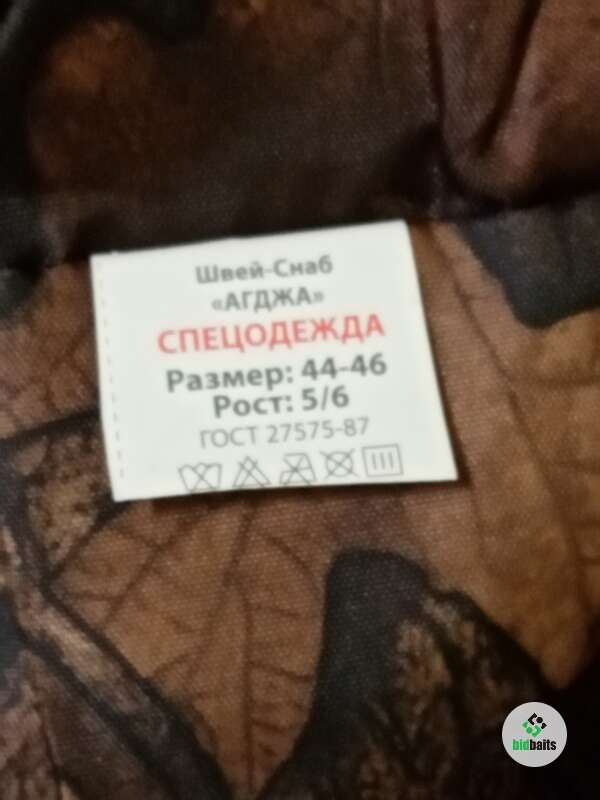 Швей-Снаб
«АГДЖА»
СПЕЦОДЕЖДА
Размер: 44-46
Рост: 5/6
ГОСТ 27575-87
bidbaits